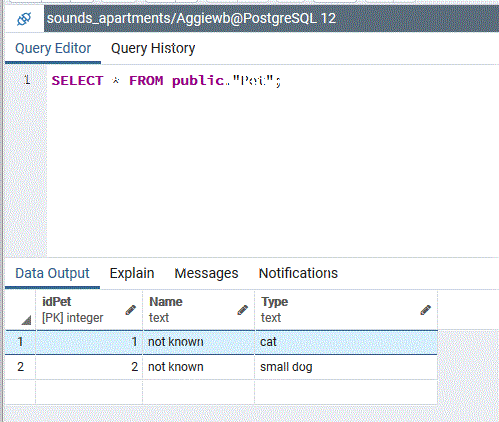 sounds_apartments/Aggiewb@PostgreSQL 12
Query Editor Query History
1 SELECT * FROM public."Pet";
Data Output Explain Messages Notifications
idPet Name Type
[PK] integer text text
1 1 not known cat
2 2 not known small dog